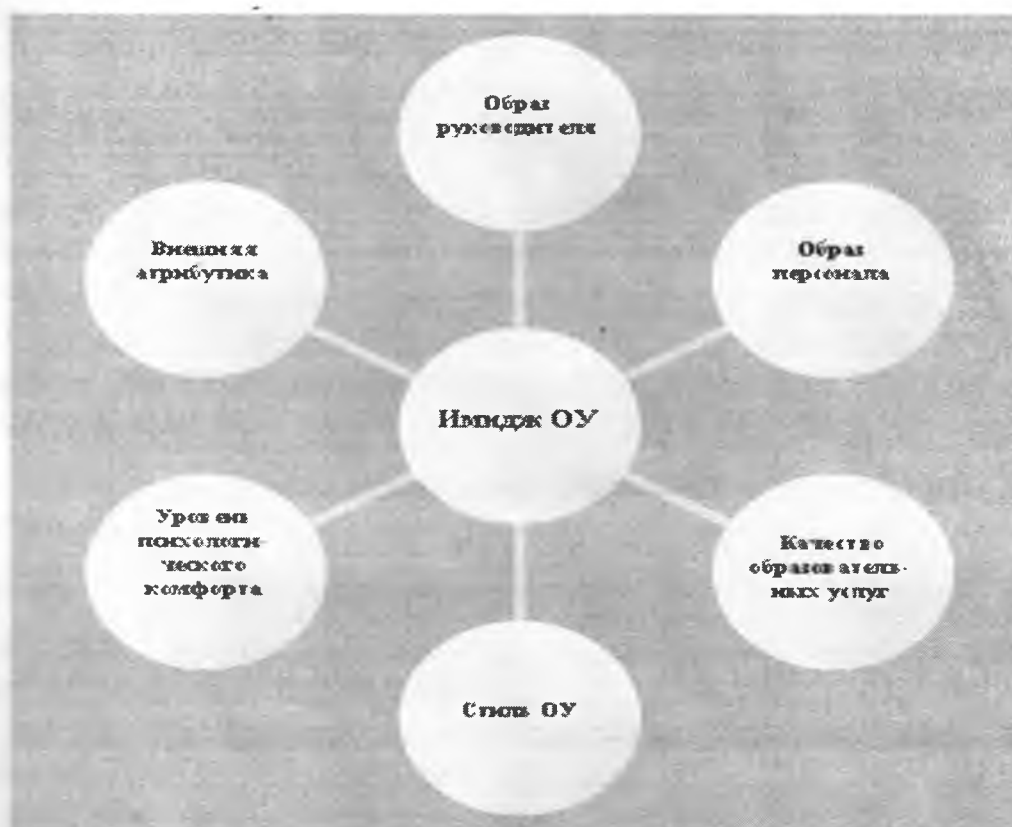 Образ
руководителя
Внешняя
атрибутика
Образ
персонала
Имидж ОУ
Уровень
психологи-
ческого
комфорта
Качество
образователь-
ных услуг
Стиль ОУ